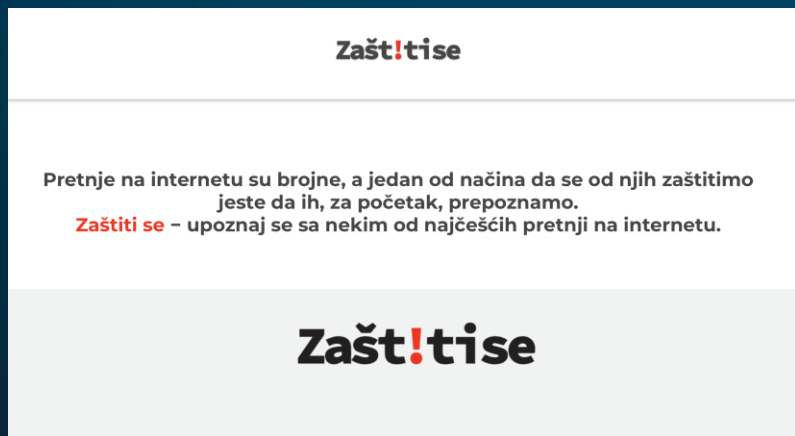 Zašt!tise
Pretnje na internetu su brojne, a jedan od načina da se od njih zaštitimo
jeste da ih, za početak, prepoznamo.
Zaštiti se – upoznaj se sa nekim od najčešćih pretnji na internetu.
Zašt!tise